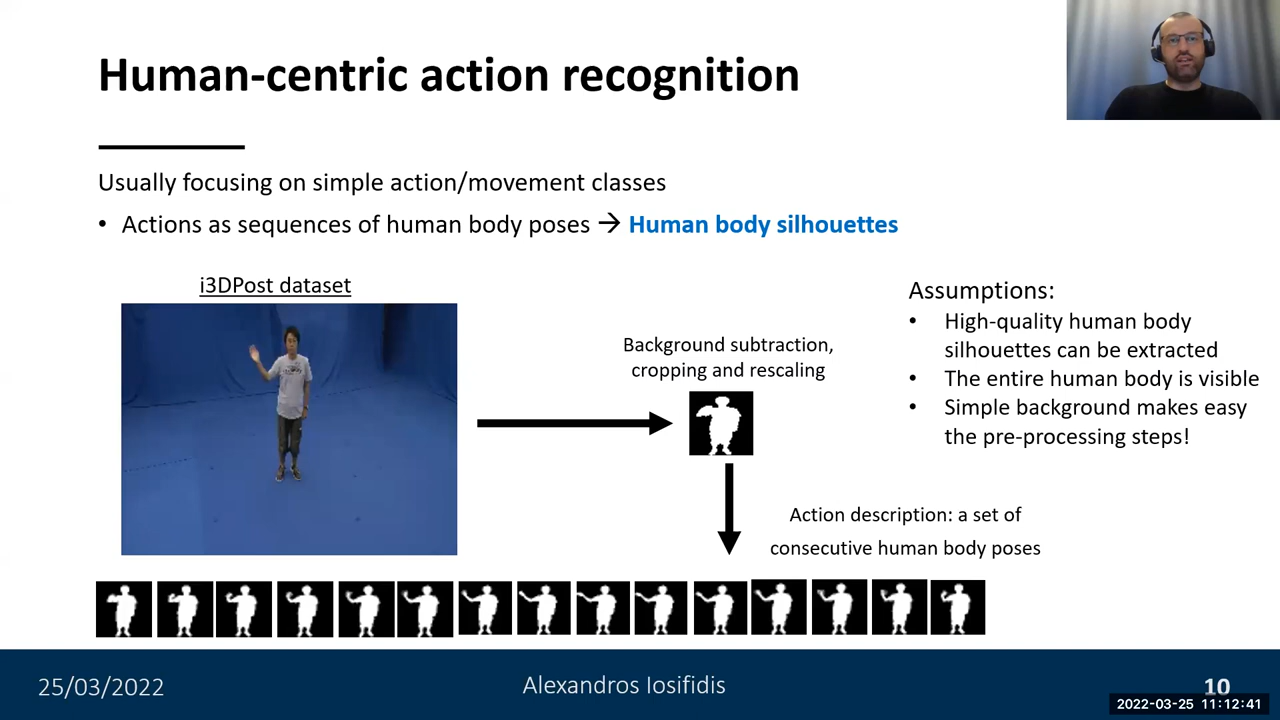 Human-centric action recognition
Usually focusing on simple action/movement classes
• Actions as sequences of human body poses → Human body silhouettes
i3DPost dataset
Background subtraction,
cropping and rescaling
Assumptions:
• High-quality human body
silhouettes can be extracted
• The entire human body is visible
• Simple background makes easy
the pre-processing steps!
Action description: a set of
consecutive human body poses
25/03/2022
Alexandros Iosifidis
10
2022-03-25 11:12:41